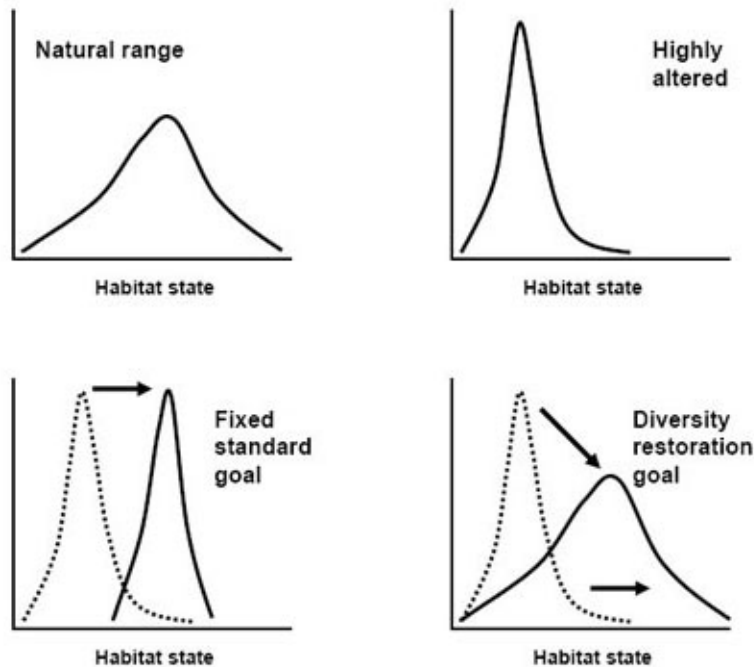 Natural range
Highly
altered
Habitat state
Habitat state
Fixed
standard
goal
Diversity
restoration
goal
Habitat state
Habitat state